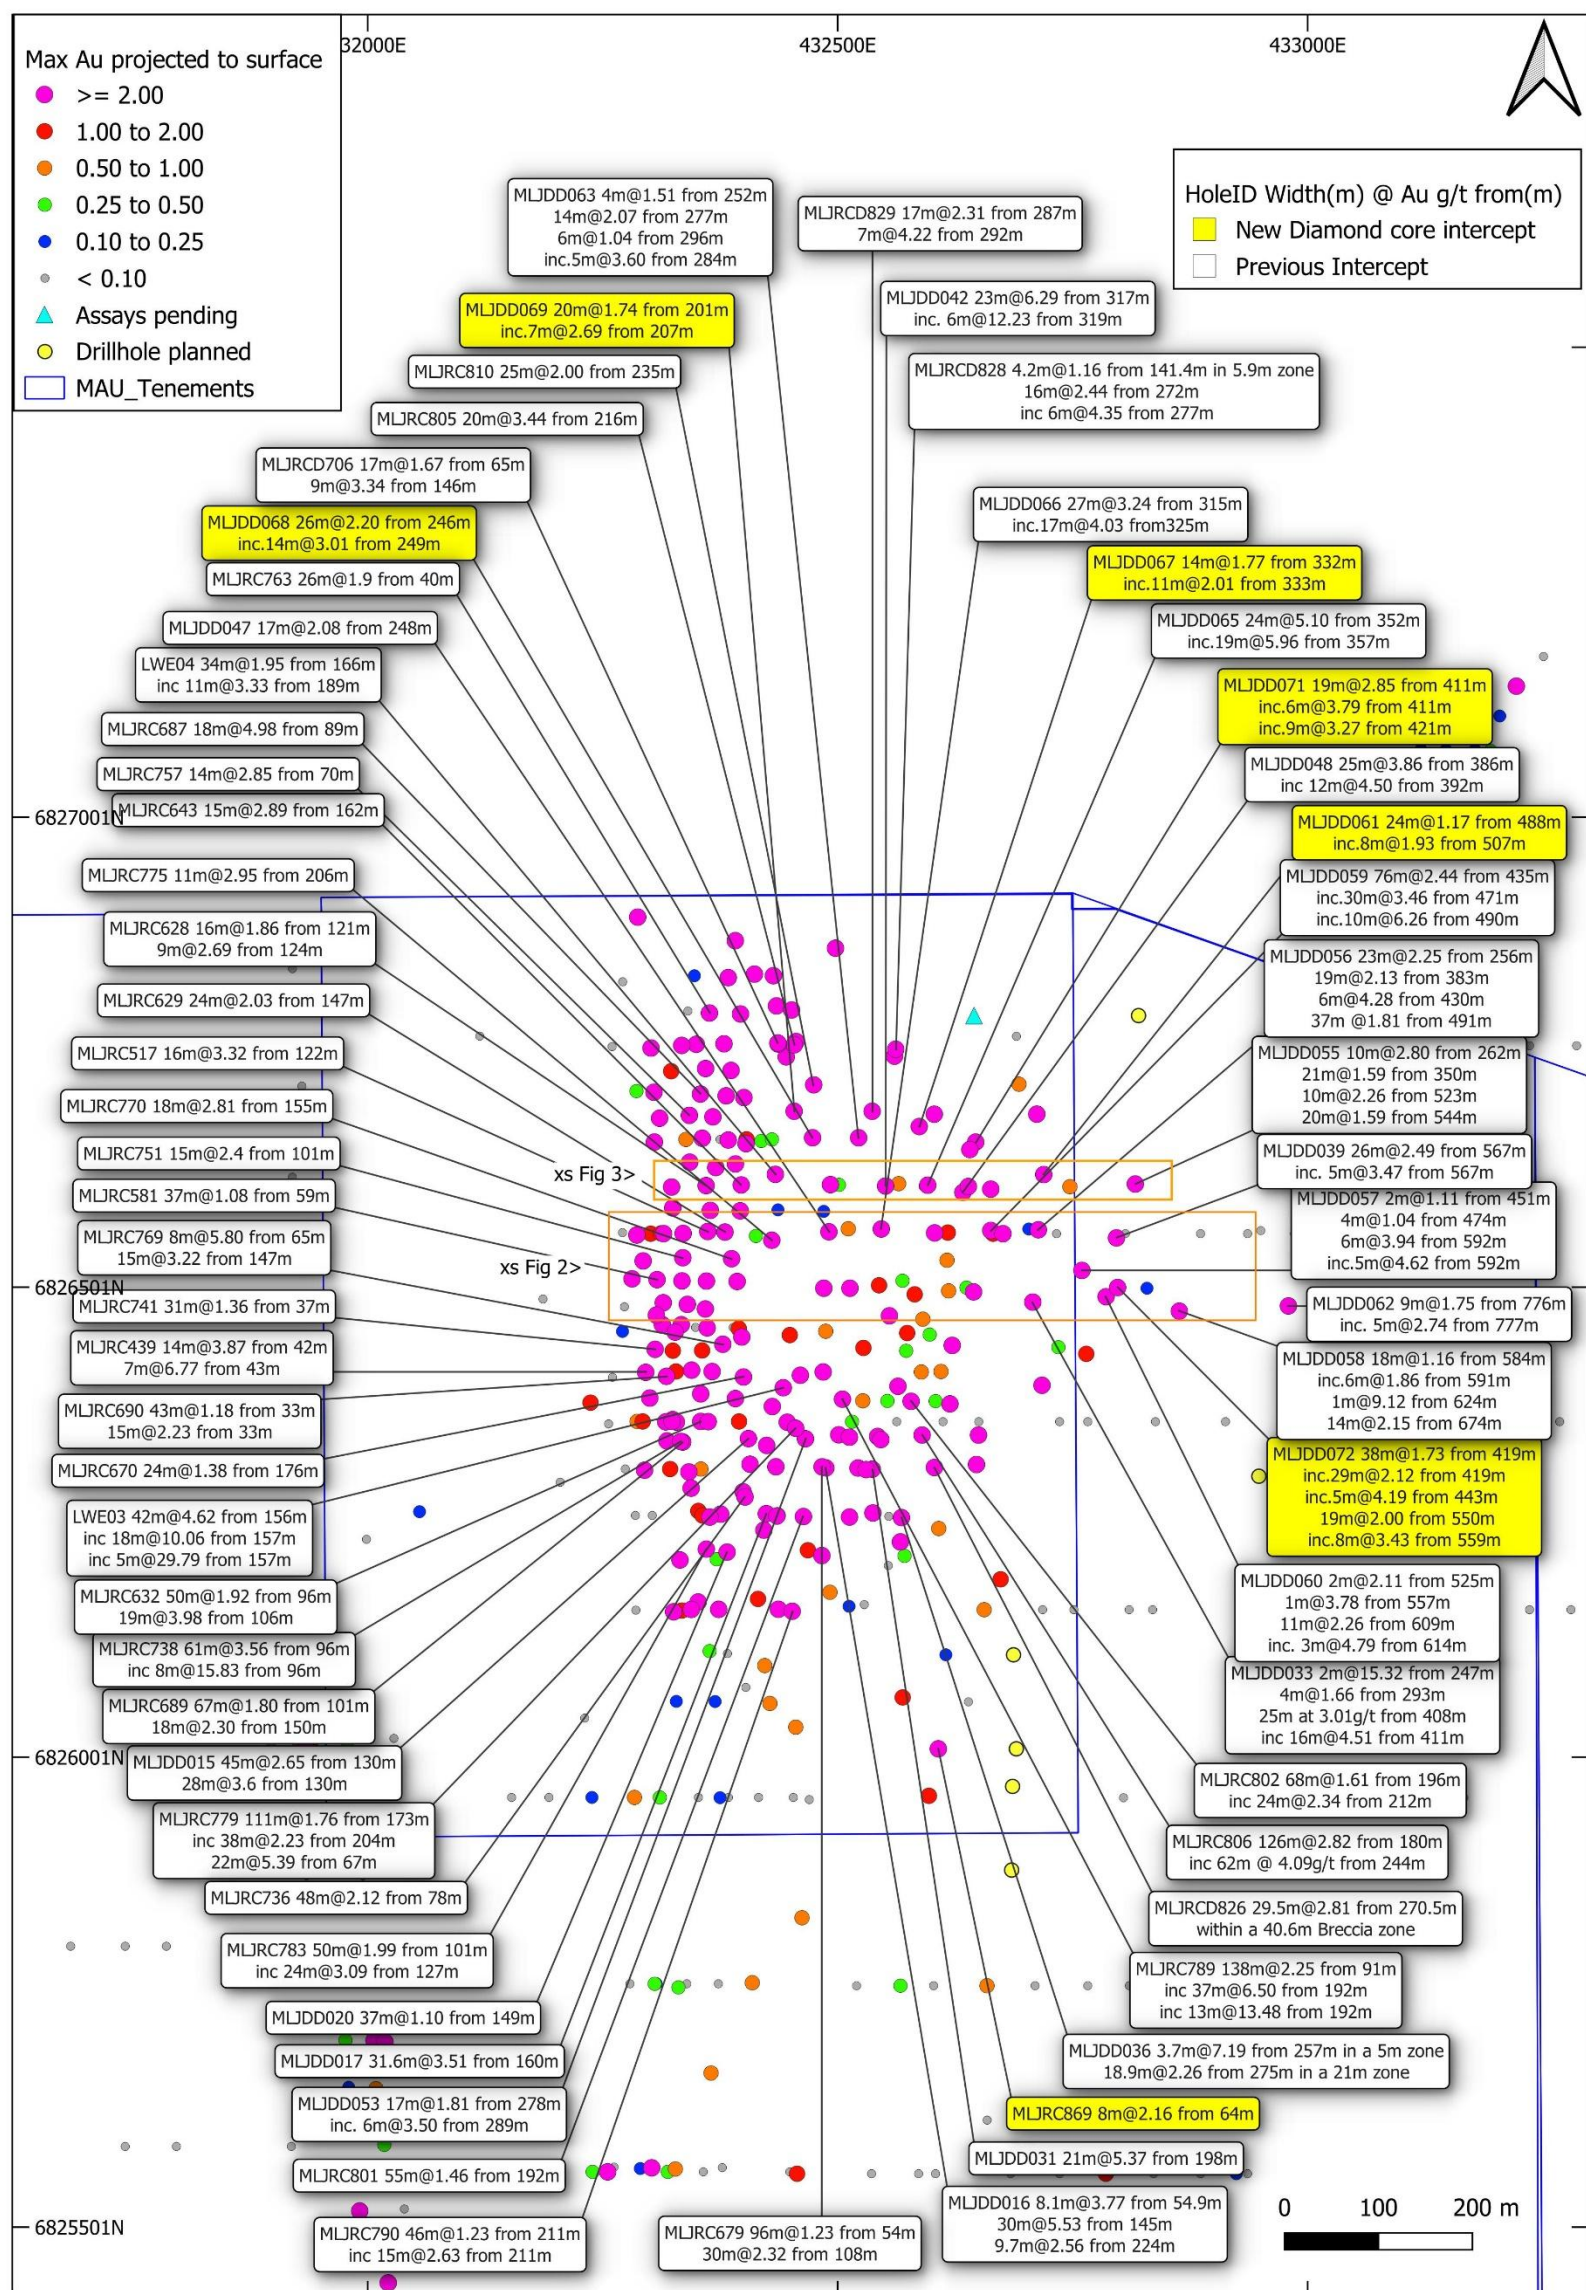 32000E
432500E
433000E
Max Au projected to surface
>= 2.00
1.00 to 2.00
0.50 to 1.00
0.25 to 0.50
0.10 to 0.25
< 0.10
Assays pending
Drillhole planned
MAU_Tenements
HoleID Width(m) @ Au g/t from(m)
New Diamond core intercept
Previous Intercept
MLJDD063 4m@1.51 from 252m
14m@2.07 from 277m
6m@1.04 from 296m
inc.5m@3.60 from 284m
MLJRCD829 17m@2.31 from 287m
7m@4.22 from 292m
MLJDD069 20m@1.74 from 201m
inc.7m@2.69 from 207m
MLJDD042 23m@6.29 from 317m
inc. 6m@12.23 from 319m
MLJRC810 25m@2.00 from 235m
MLJRCD828 4.2m@1.16 from 141.4m in 5.9m zone
16m@2.44 from 272m
inc 6m@4.35 from 277m
MLJRC805 20m@3.44 from 216m
MLJRCD706 17m@1.67 from 65m
9m@3.34 from 146m
MLJDD066 27m@3.24 from 315m
inc.17m@4.03 from325m
MLJDD068 26m@2.20 from 246m
inc.14m@3.01 from 249m
MLJDD067 14m@1.77 from 332m
inc.11m@2.01 from 333m
MLJRC763 26m@1.9 from 40m
MLJDD047 17m@2.08 from 248m
MLJDD065 24m@5.10 from 352m
inc.19m@5.96 from 357m
LWE04 34m@1.95 from 166m
inc 11m@3.33 from 189m
MLJDD071 19m@2.85 from 411m
inc.6m@3.79 from 411m
inc.9m@3.27 from 421m
MLJRC687 18m@4.98 from 89m
MLJRC757 14m@2.85 from 70m
MLJDD048 25m@3.86 from 386m
inc 12m@4.50 from 392m
6827001N
MLJRC643 15m@2.89 from 162m
MLJDD061 24m@1.17 from 488m
inc.8m@1.93 from 507m
MLJRC775 11m@2.95 from 206m
MLJDD059 76m@2.44 from 435m
inc.30m@3.46 from 471m
inc.10m@6.26 from 490m
MLJRC628 16m@1.86 from 121m
9m@2.69 from 124m
MLJDD056 23m@2.25 from 256m
19m@2.13 from 383m
6m@4.28 from 430m
37m @1.81 from 491m
MLJRC629 24m@2.03 from 147m
MLJRC517 16m@3.32 from 122m
MLJDD055 10m@2.80 from 262m
21m@1.59 from 350m
10m@2.26 from 523m
20m@1.59 from 544m
MLJRC770 18m@2.81 from 155m
MLJRC751 15m@2.4 from 101m
MLJDD039 26m@2.49 from 567m
inc. 5m@3.47 from 567m
xs Fig 3>
MLJRC581 37m@1.08 from 59m
MLJDD057 2m@1.11 from 451m
4m@1.04 from 474m
6m@3.94 from 592m
inc.5m@4.62 from 592m
MLJRC769 8m@5.80 from 65m
15m@3.22 from 147m
xs Fig 2>
6826501N
MLJRC741 31m@1.36 from 37m
MLJDD062 9m@1.75 from 776m
inc. 5m@2.74 from 777m
MLJRC439 14m@3.87 from 42m
7m@6.77 from 43m
MLJDD058 18m@1.16 from 584m
inc.6m@1.86 from 591m
1m@9.12 from 624m
14m@2.15 from 674m
MLJRC690 43m@1.18 from 33m
15m@2.23 from 33m
MLJRC670 24m@1.38 from 176m
MLJDD072 38m@1.73 from 419m
inc.29m@2.12 from 419m
inc.5m@4.19 from 443m
19m@2.00 from 550m
inc.8m@3.43 from 559m
LWE03 42m@4.62 from 156m
inc 18m@10.06 from 157m
inc 5m@29.79 from 157m
MLJRC632 50m@1.92 from 96m
19m@3.98 from 106m
MLJDD060 2m@2.11 from 525m
1m@3.78 from 557m
11m@2.26 from 609m
inc. 3m@4.79 from 614m
MLJRC738 61m@3.56 from 96m
inc 8m@15.83 from 96m
MLJDD033 2m@15.32 from 247m
4m@1.66 from 293m
25m at 3.01g/t from 408m
inc 16m@4.51 from 411m
MLJRC689 67m@1.80 from 101m
18m@2.30 from 150m
6826001N
MLJDD015 45m@2.65 from 130m
28m@3.6 from 130m
MLJRC802 68m@1.61 from 196m
inc 24m@2.34 from 212m
MLJRC779 111m@1.76 from 173m
inc 38m@2.23 from 204m
22m@5.39 from 67m
MLJRC806 126m@2.82 from 180m
inc 62m @ 4.09g/t from 244m
MLJRC736 48m@2.12 from 78m
MLJRCD826 29.5m@2.81 from 270.5m
within a 40.6m Breccia zone
MLJRC783 50m@1.99 from 101m
inc 24m@3.09 from 127m
MLJRC789 138m@2.25 from 91m
inc 37m@6.50 from 192m
inc 13m@13.48 from 192m
MLJDD020 37m@1.10 from 149m
MLJDD017 31.6m@3.51 from 160m
MLJDD036 3.7m@7.19 from 257m in a 5m zone
18.9m@2.26 from 275m in a 21m zone
MLJDD053 17m@1.81 from 278m
inc. 6m@3.50 from 289m
MLJRC869 8m@2.16 from 64m
MLJRC801 55m@1.46 from 192m
MLJDD031 21m@5.37 from 198m
MLJDD016 8.1m@3.77 from 54.9m
30m@5.53 from 145m
9.7m@2.56 from 224m
0 100 200 m
6825501N
MLJRC790 46m@1.23 from 211m
inc 15m@2.63 from 211m
MLJRC679 96m@1.23 from 54m
30m@2.32 from 108m